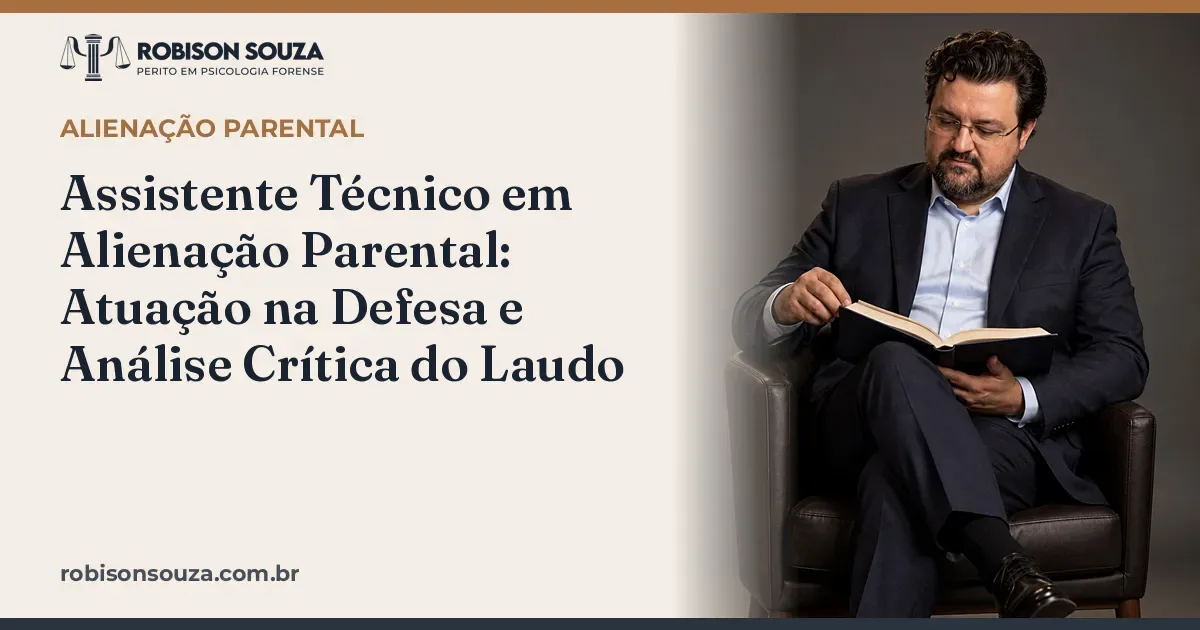 ROBISON SOUZA
PERITO EM PSICOLOGIA FORENSE
ALIENAÇÃO PARENTAL
Assistente Técnico em
Alienação Parental:
Atuação na Defesa e
Análise Crítica do Laudo
robisonsouza.com.br